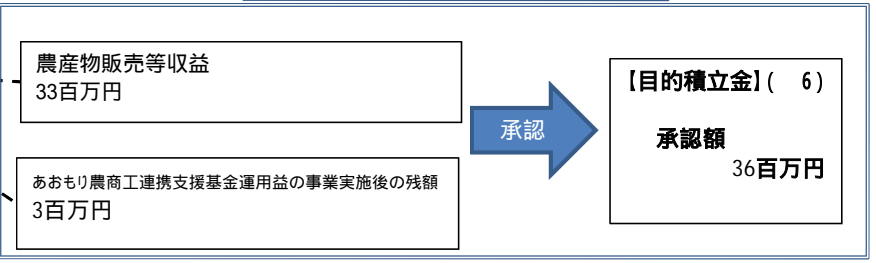 農産物販売等収益
33百万円
あおもり農商工連携支援基金運用益の事業実施後の残額
3百万円
承認
【目的積立金】(　6)
承認額
36百万円